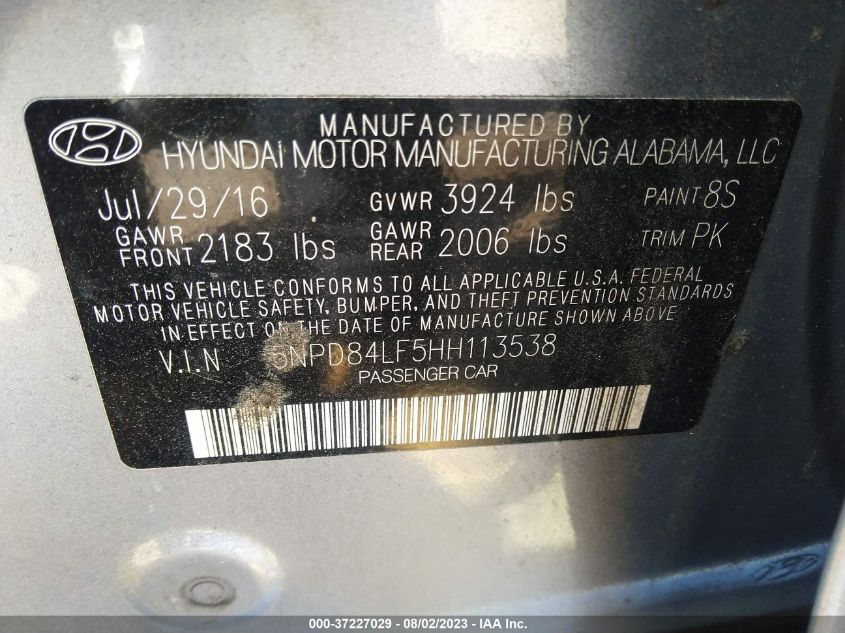 MANUFACTURED BY
HYUNDAI MOTOR MANUFACTURING ALABAMA, LLC
Jul/29/16 GVWR 3924 lbs PAINT 8S
GAWR FRONT 2183 lbs GAWR REAR 2006 lbs TRIM PK
THIS VEHICLE CONFORMS TO ALL APPLICABLE U.S.A. FEDERAL
MOTOR VEHICLE SAFETY, BUMPER, AND THEFT PREVENTION STANDARDS
IN EFFECT ON THE DATE OF MANUFACTURE SHOWN ABOVE
V.I.N 5NPD84LF5HH113538
PASSENGER CAR
000-37227029 - 08/02/2023 - IAA Inc.